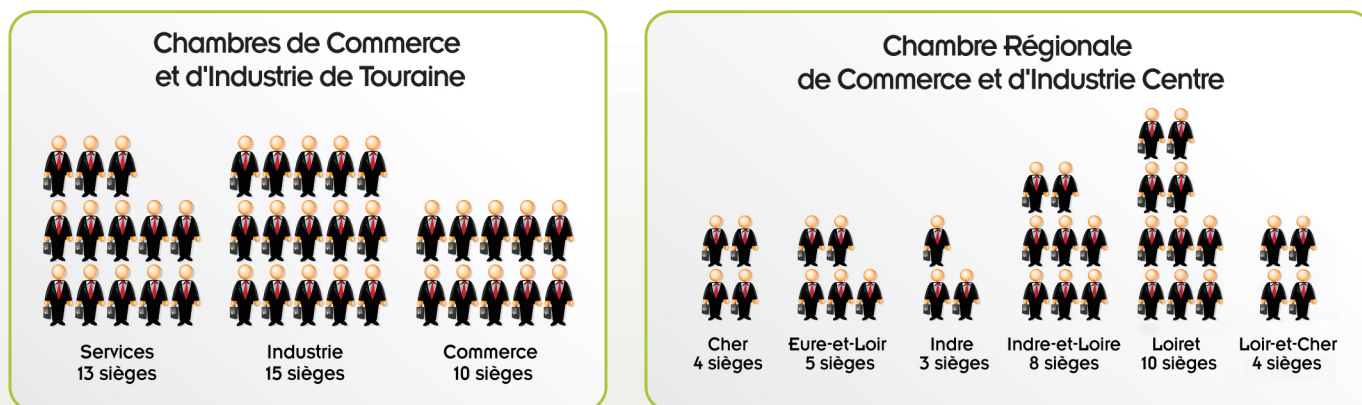 Chambres de Commerce
et d'Industrie de Touraine
Services
13 sièges
Industrie
15 sièges
Commerce
10 sièges
Chambre Régionale
de Commerce et d'Industrie Centre
Cher
4 sièges
Eure-et-Loir
5 sièges
Indre
3 sièges
Indre-et-Loire
8 sièges
Loiret
10 sièges
Loir-et-Cher
4 sièges